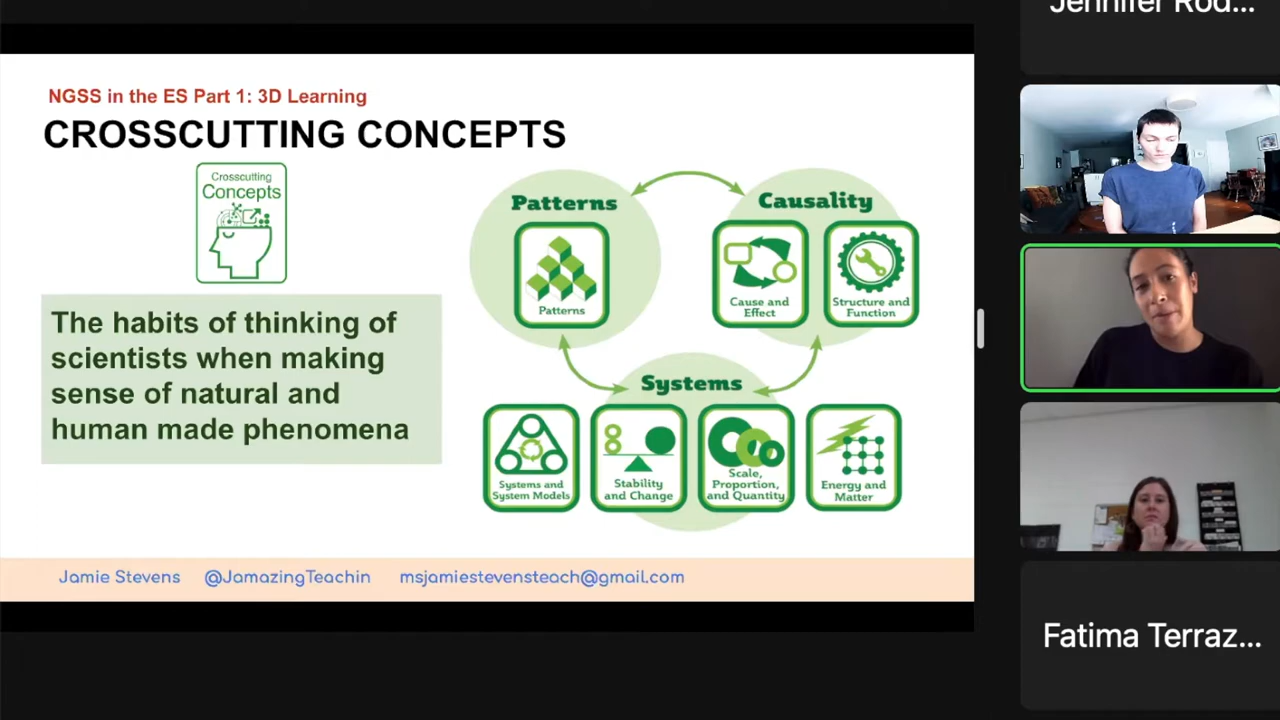 NGSS in the ES Part 1: 3D Learning
CROSSCUTTING CONCEPTS
Crosscutting
Concepts
The habits of thinking of
scientists when making
sense of natural and
human made phenomena
Patterns
Patterns
Causality
Cause and
Effect
Structure and
Function
Systems
Systems and
System Models
Stability
and Change
Scale,
Proportion,
and Quantity
Energy and
Matter
Jamie Stevens @JamazingTeachin msjamiestevensteach@gmail.com
Jennifer Rod...
Fatima Terraz...